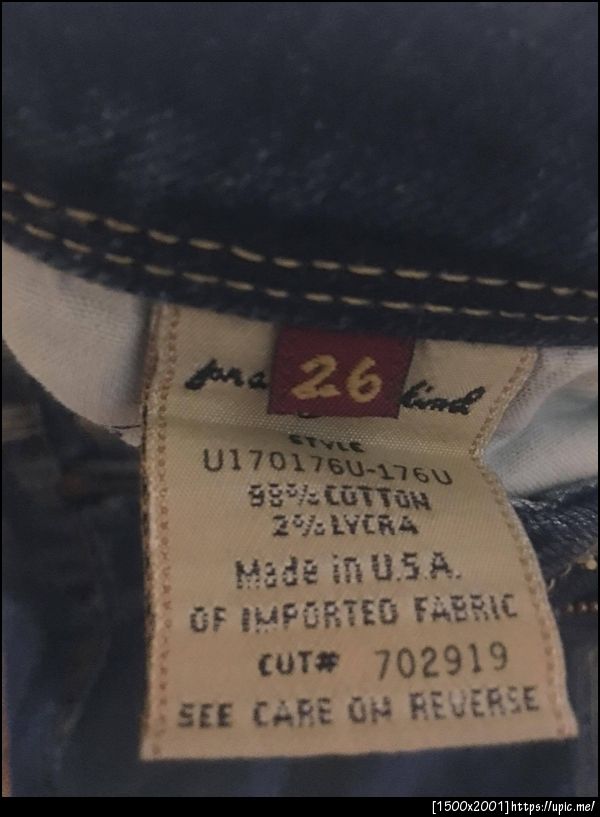 for a
26
kind
STYLE
U170176U-176U
98% COTTON
2% LYCRA
Made in U.S.A.
OF IMPORTED FABRIC
CUT# 702919
SEE CARE ON REVERSE
[1500x2001]https://upic.me/